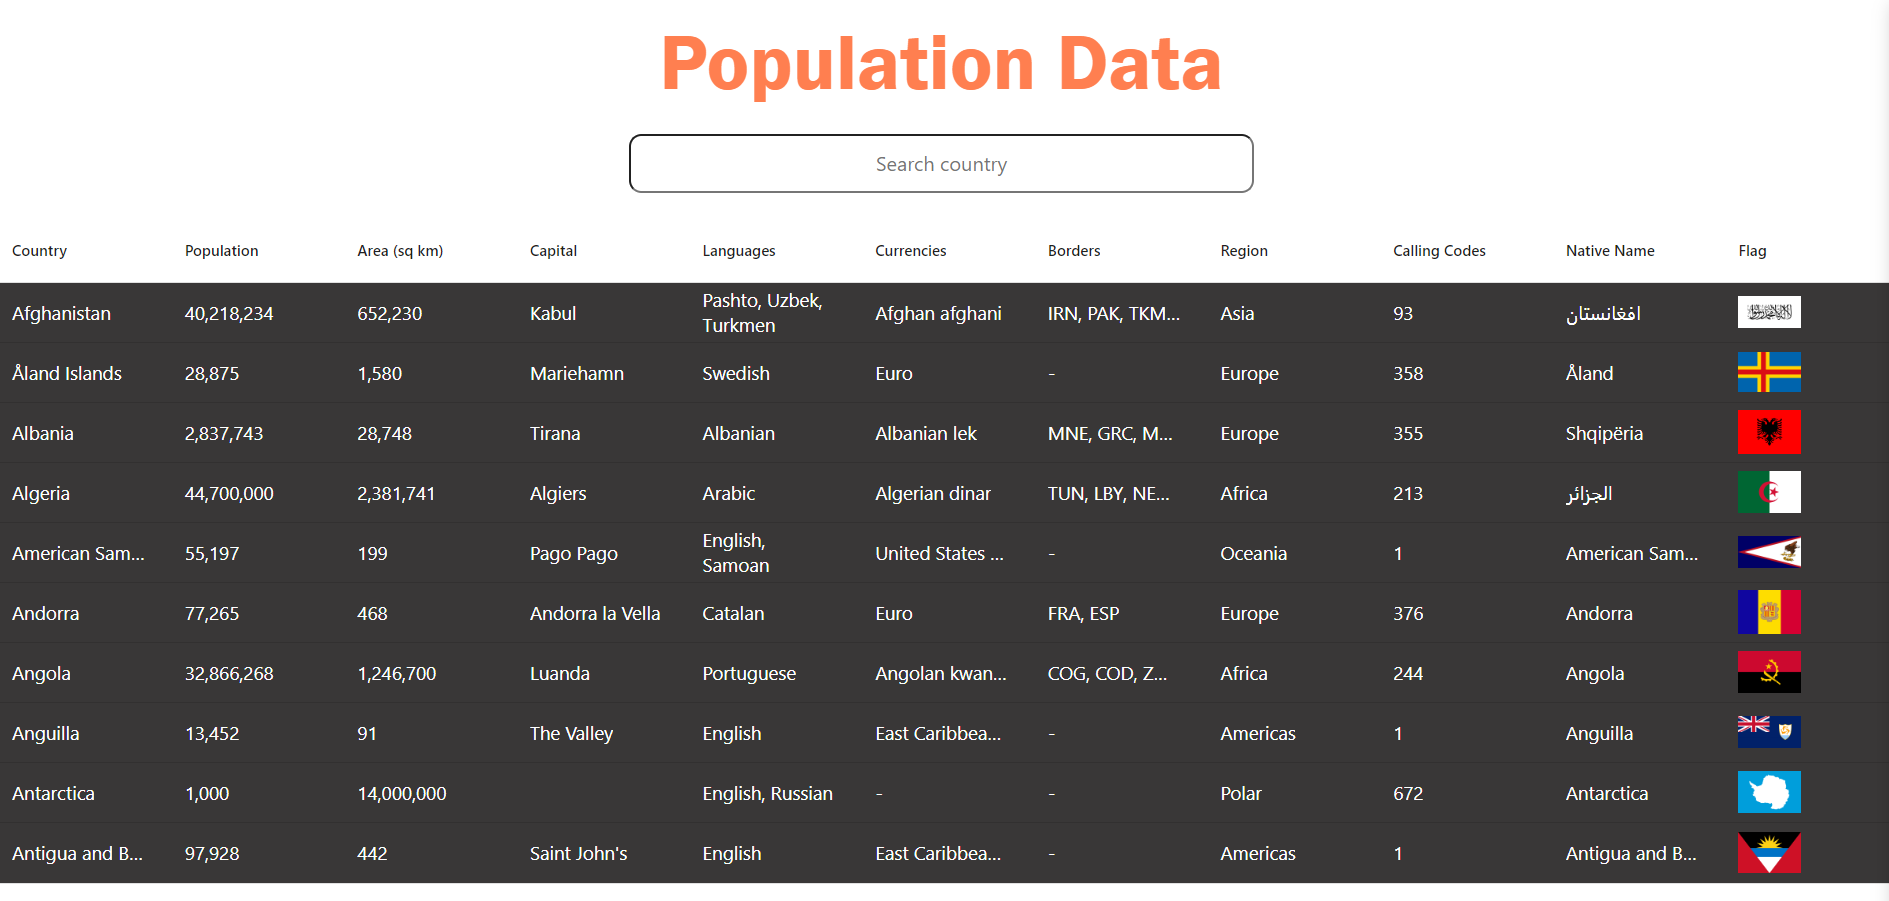 Population Data
Search country
Country Population Area (sq km) Capital Languages Currencies Borders Region Calling Codes Native Name Flag
Afghanistan 40,218,234 652,230 Kabul Pashto, Uzbek, Turkmen Afghan afghani IRN, PAK, TKM... Asia 93 افغانستان
Åland Islands 28,875 1,580 Mariehamn Swedish Euro - Europe 358 Åland
Albania 2,837,743 28,748 Tirana Albanian Albanian lek MNE, GRC, M... Europe 355 Shqipëria
Algeria 44,700,000 2,381,741 Algiers Arabic Algerian dinar TUN, LBY, NE... Africa 213 الجزائر
American Sam... 55,197 199 Pago Pago English, Samoan United States ... - Oceania 1 American Sam...
Andorra 77,265 468 Andorra la Vella Catalan Euro FRA, ESP Europe 376 Andorra
Angola 32,866,268 1,246,700 Luanda Portuguese Angolan kwan... COG, COD, Z... Africa 244 Angola
Anguilla 13,452 91 The Valley English East Caribbea... - Americas 1 Anguilla
Antarctica 1,000 14,000,000 English, Russian - - Polar 672 Antarctica
Antigua and B... 97,928 442 Saint John's English East Caribbea... - Americas 1 Antigua and B...